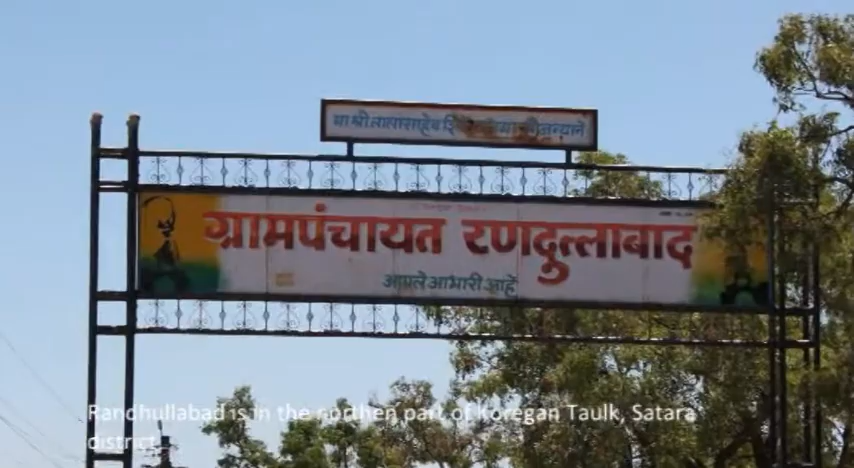 मा श्री लालासाहेब
ग्रामपंचायत रणदुल्लाबाद
आपले आभारी आहे
Randhullabad is in the northen part of Koregan Taulk, Satara
district.